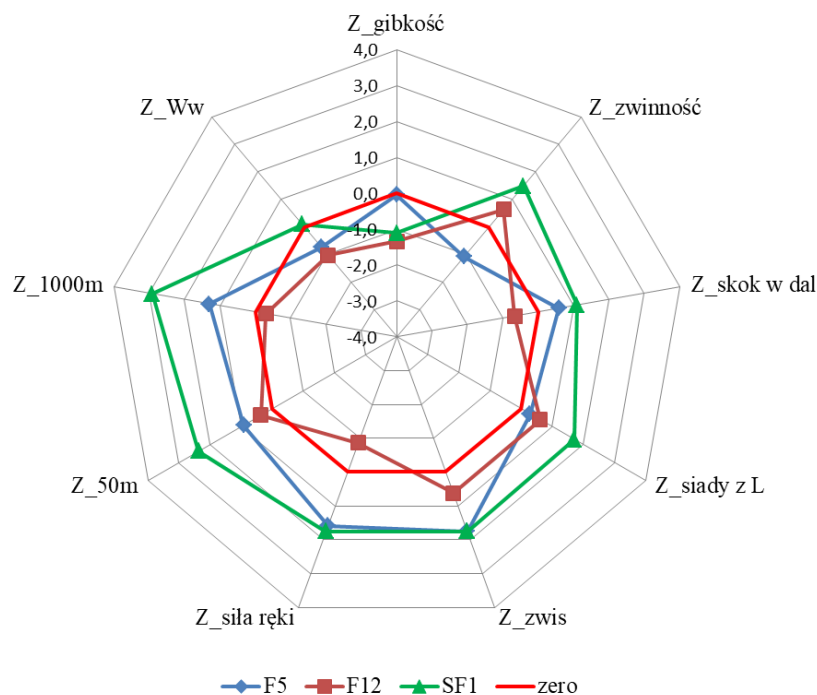 Z_gibkość
4,0
Z_Ww
Z_zwinność
3,0
2,0
1,0
0,0
-1,0
Z_1000m
Z_skok w dal
-2,0
-3,0
-4,0
Z_50m
Z_siady z L
Z_siła ręki
Z_zwis
F5 F12 SF1 zero